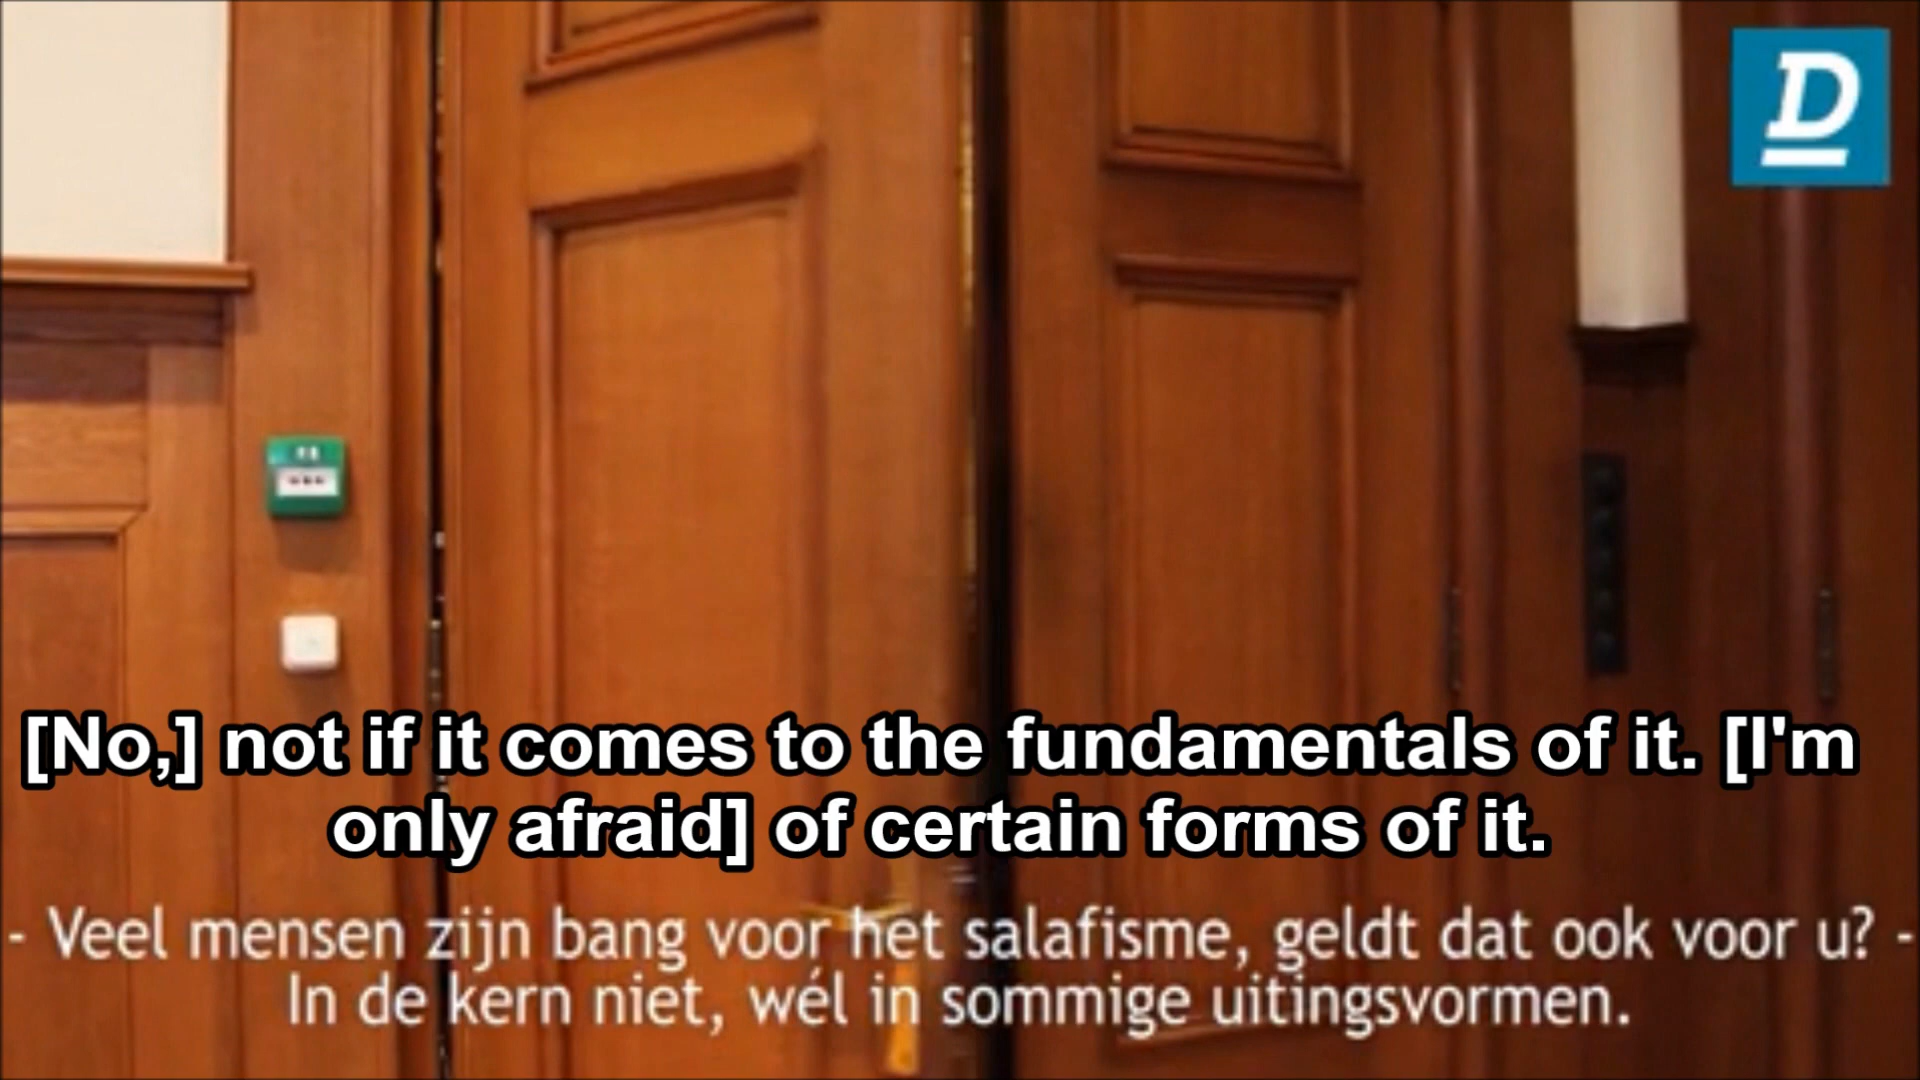 D
[No,] not if it comes to the fundamentals of it. [I'm
only afraid] of certain forms of it.
- Veel mensen zijn bang voor het salafisme, geldt dat ook voor u? -
In de kern niet, wél in sommige uitingsvormen.